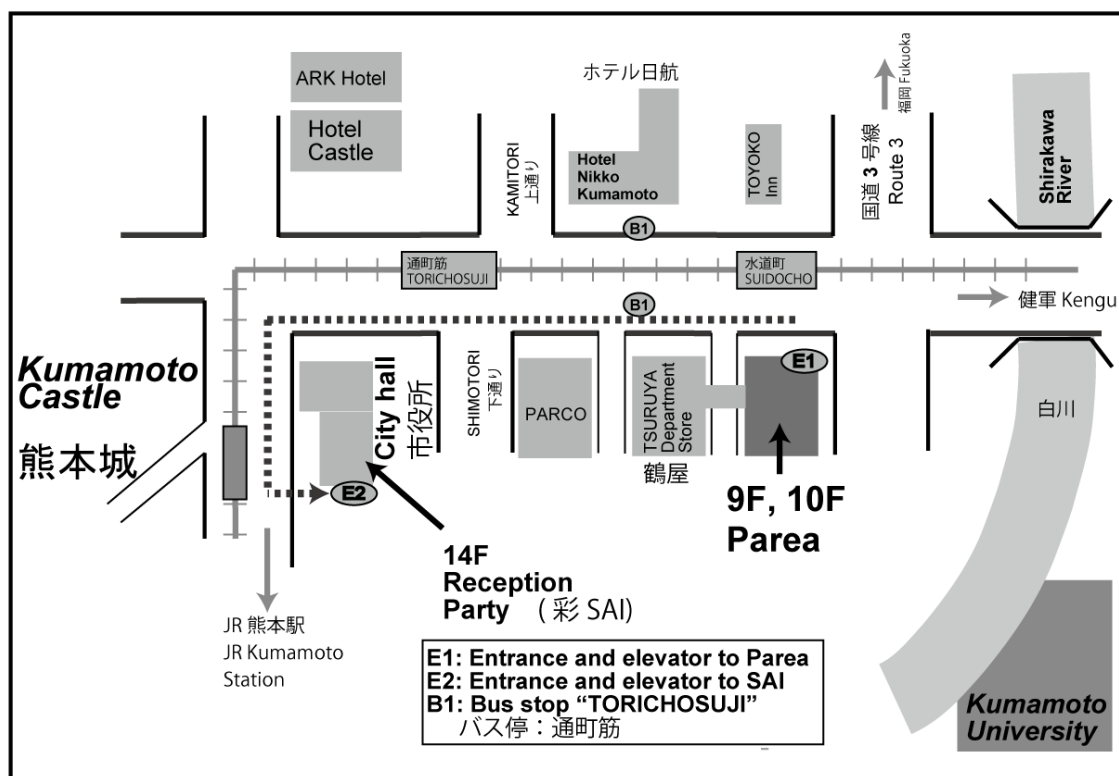 ARK Hotel
Hotel
Castle
KAMITORI
上通り
ホテル日航
Hotel
Nikko
Kumamoto
B1
TOYOKO
Inn
国道 3 号線
Route 3
福岡 Fukuoka
Shirakawa
River
通町筋
TORICHOSUJI
水道町
SUIDOCHO
B1
健軍 Kengu
Kumamoto
Castle
熊本城
City hall
市役所
E2
SHIMOTORI
下通り
PARCO
TSURUYA
Department
Store
鶴屋
E1
9F, 10F
Parea
白川
14F
Reception
Party ( 彩 SAI)
JR 熊本駅
JR Kumamoto
Station
E1: Entrance and elevator to Parea
E2: Entrance and elevator to SAI
B1: Bus stop “TORICHOSUJI”
バス停：通町筋
Kumamoto
University